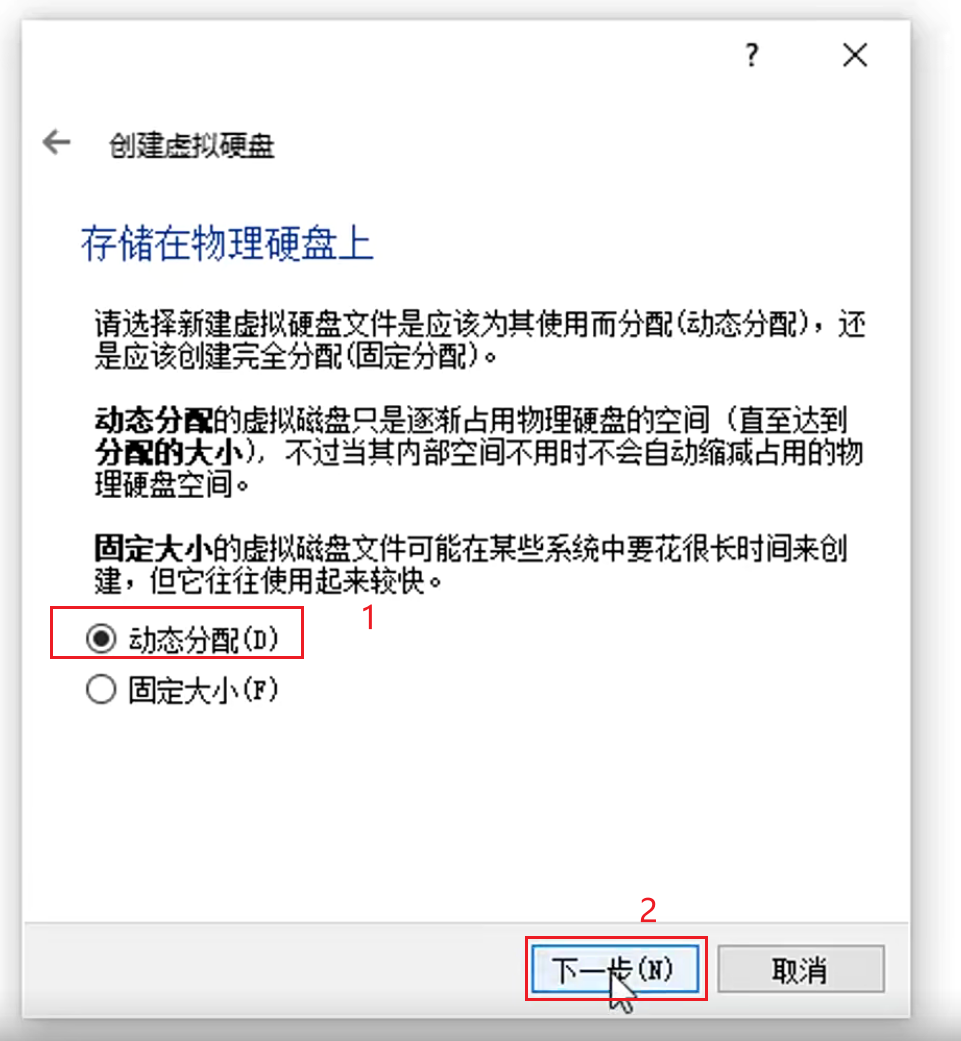 ?
创建虚拟硬盘
存储在物理硬盘上
请选择新建虚拟硬盘文件是应该为其使用而分配(动态分配)，还
是应该创建完全分配(固定分配)。
动态分配的虚拟磁盘只是逐渐占用物理硬盘的空间（直至达到
分配的大小），不过当其内部空间不用时不会自动缩减占用的物
理硬盘空间。
固定大小的虚拟磁盘文件可能在某些系统中要花很长时间来创
建，但它往往使用起来较快。
1
动态分配(D)
固定大小(F)
2
下一步(N)
取消